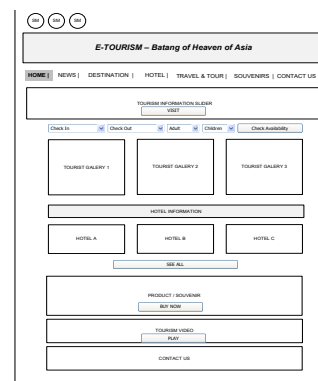 SM SM SM
E-TOURISM – Batang of Heaven of Asia
HOME | NEWS | DESTINATION | HOTEL | TRAVEL & TOUR | SOUVENIRS | CONTACT US
TOURISM INFORMATION SLIDER
VISIT
Check In Check Out Adult Children Check Availability
TOURIST GALERY 1 TOURIST GALERY 2 TOURIST GALERY 3
HOTEL INFORMATION
HOTEL A HOTEL B HOTEL C
SEE ALL
PRODUCT / SOUVENIR
BUY NOW
TOURISM VIDEO
PLAY
CONTACT US